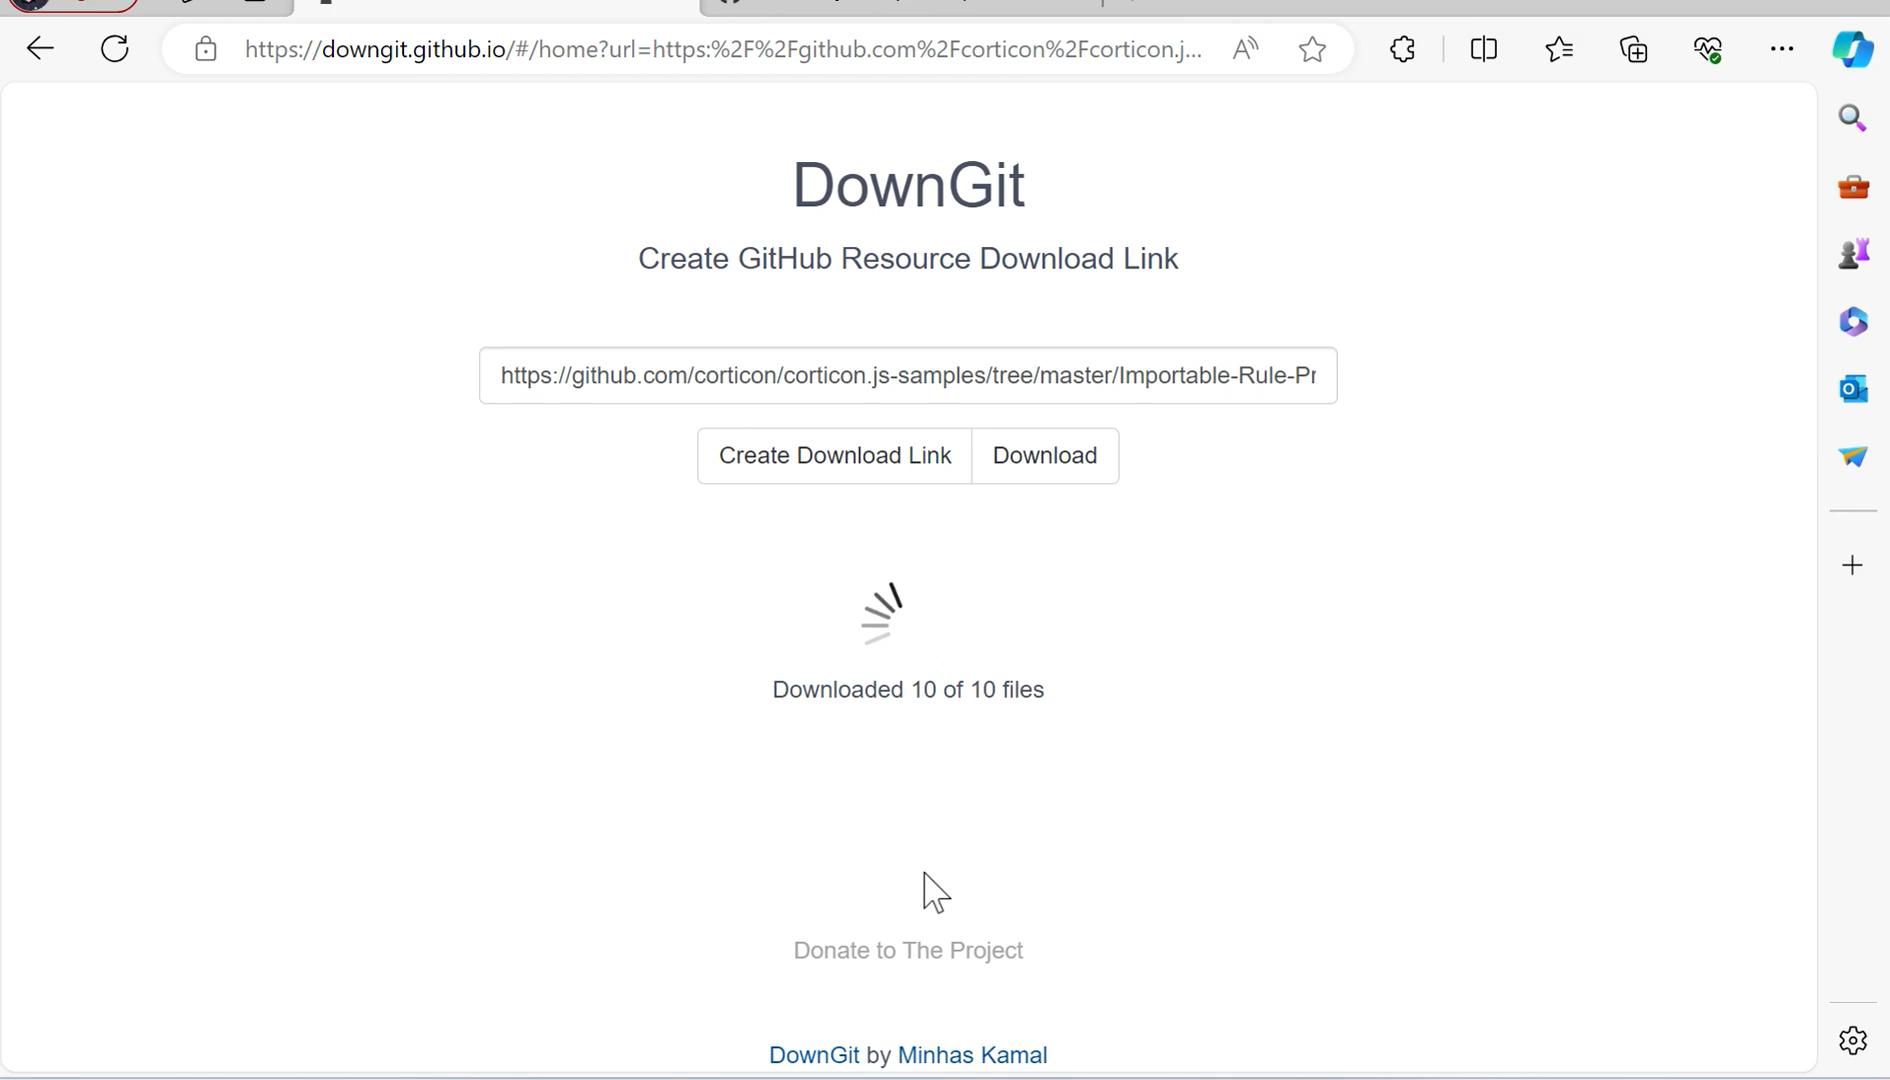 https://downgit.github.io/#/home?url=https:%2F%2Fgithub.com%2Fcorticon%2Fcorticon.j...
DownGit
Create GitHub Resource Download Link
https://github.com/corticon/corticon.js-samples/tree/master/Importable-Rule-Pr
Create Download Link
Download
Downloaded 10 of 10 files
Donate to The Project
DownGit by Minhas Kamal